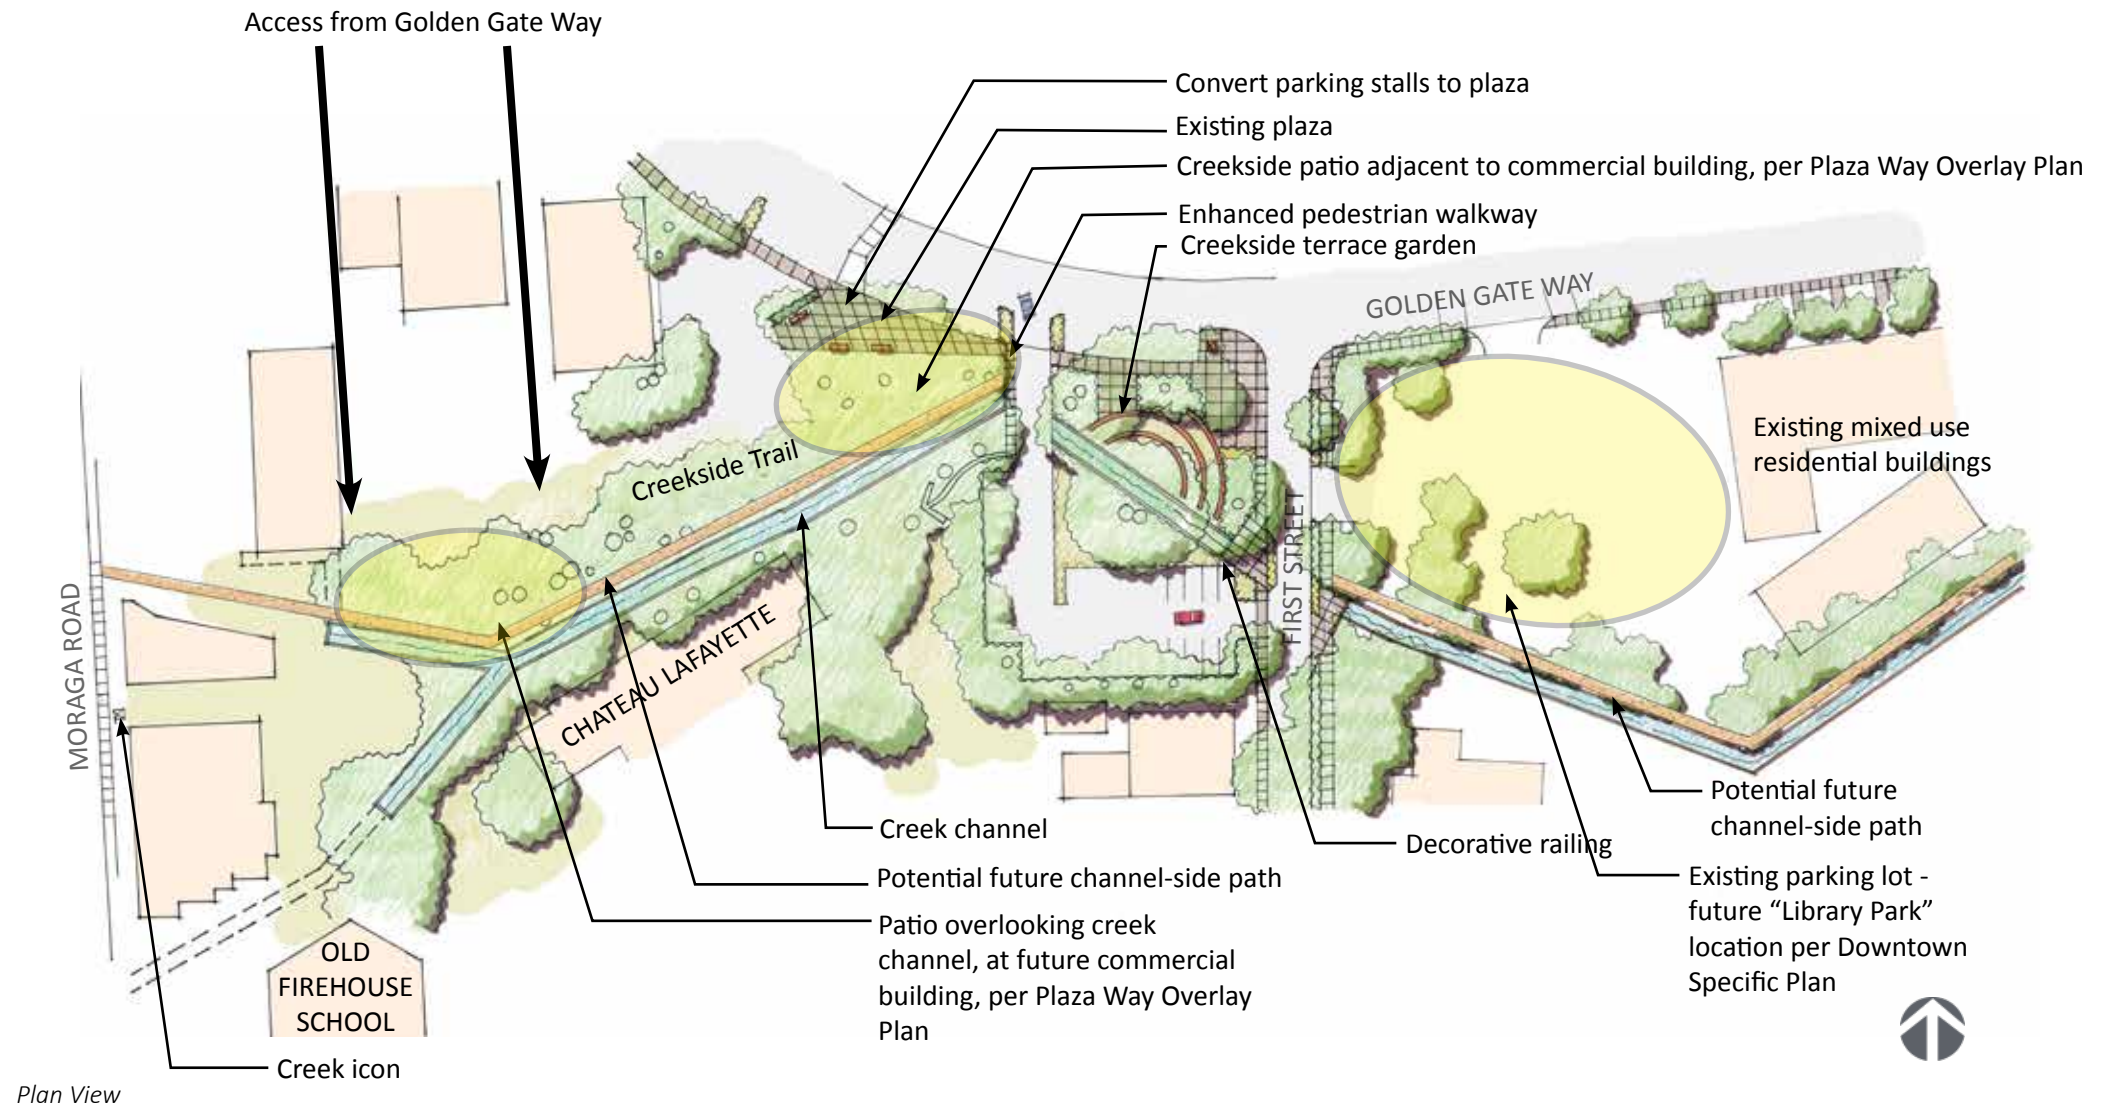 Access from Golden Gate Way
Convert parking stalls to plaza
Existing plaza
Creekside patio adjacent to commercial building, per Plaza Way Overlay Plan
Enhanced pedestrian walkway
Creekside terrace garden
GOLDEN GATE WAY
Existing mixed use
residential buildings
Creekside Trail
FIRST STREET
MORAGA ROAD
CHATEAU LAFAYETTE
Potential future
channel-side path
Creek channel
Decorative railing
Potential future channel-side path
Existing parking lot -
future “Library Park”
location per Downtown
Specific Plan
Patio overlooking creek
channel, at future commercial
building, per Plaza Way Overlay
Plan
OLD
FIREHOUSE
SCHOOL
Creek icon
Plan View